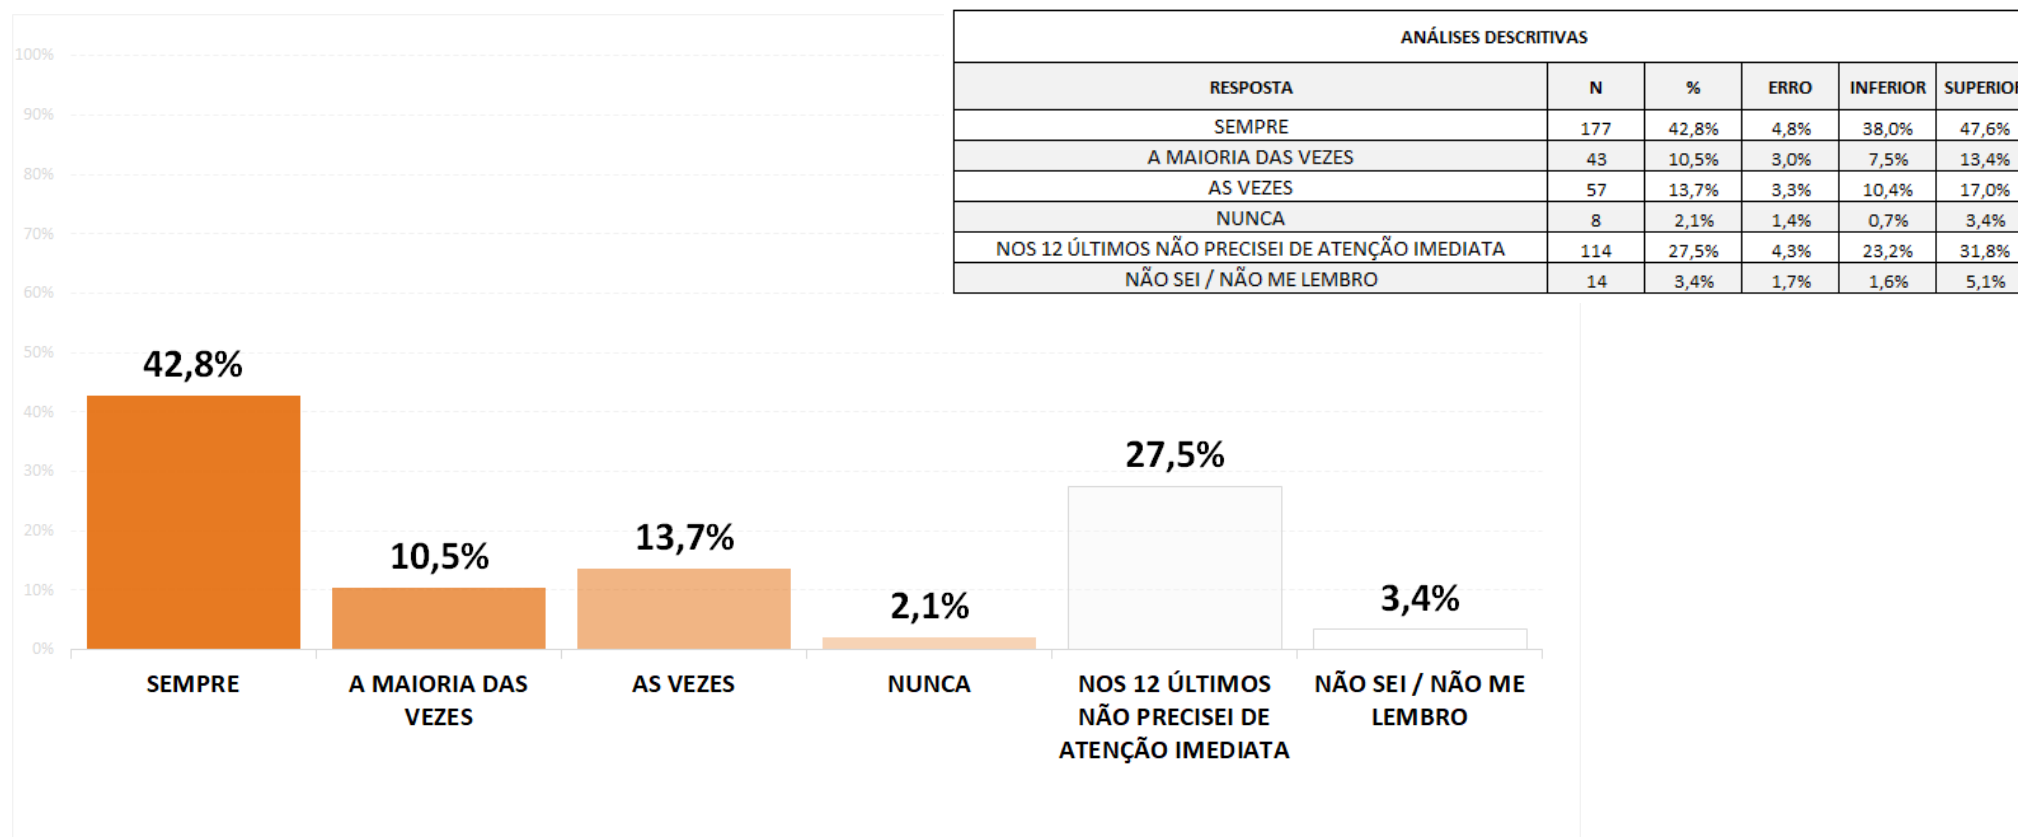 ANÁLISES DESCRITIVAS
RESPOSTA N % ERRO INFERIOR SUPERIOR
SEMPRE 177 42,8% 4,8% 38,0% 47,6%
A MAIORIA DAS VEZES 43 10,5% 3,0% 7,5% 13,4%
AS VEZES 57 13,7% 3,3% 10,4% 17,0%
NUNCA 8 2,1% 1,4% 0,7% 3,4%
NOS 12 ÚLTIMOS NÃO PRECISEI DE ATENÇÃO IMEDIATA 114 27,5% 4,3% 23,2% 31,8%
NÃO SEI / NÃO ME LEMBRO 14 3,4% 1,7% 1,6% 5,1%
100%
90%
80%
70%
60%
50%
40%
30%
20%
10%
0%
42,8%
10,5%
13,7%
2,1%
27,5%
3,4%
SEMPRE
A MAIORIA DAS
VEZES
AS VEZES
NUNCA
NOS 12 ÚLTIMOS
NÃO PRECISEI DE
ATENÇÃO IMEDIATA
NÃO SEI / NÃO ME
LEMBRO